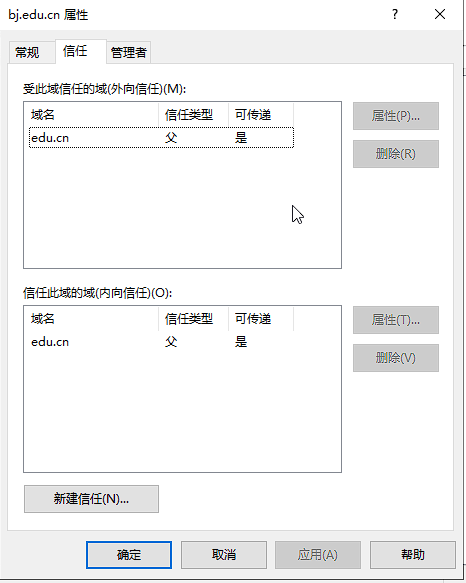 bj.edu.cn 属性
常规 信任 管理者
受此域信任的域(外向信任)(M):
域名 信任类型 可传递
edu.cn 父 是
属性(P)...
删除(R)
信任此域的域(内向信任)(O):
域名 信任类型 可传递
edu.cn 父 是
属性(T)...
删除(V)
新建信任(N)...
确定 取消 应用(A) 帮助